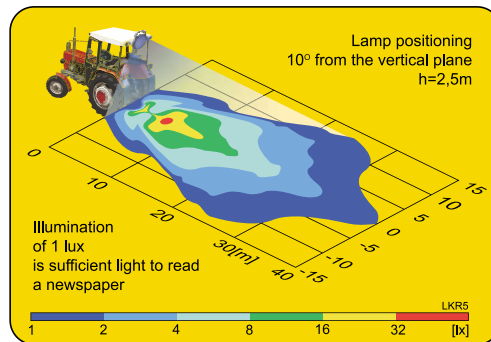 Lamp positioning
10° from the vertical plane
h=2,5m
0
10
20
30[m]
40
-15
-10
-5
0
5
10
15
Illumination
of 1 lux
is sufficient light to read
a newspaper
LKR5
1 2 4 8 16 32 [lx]